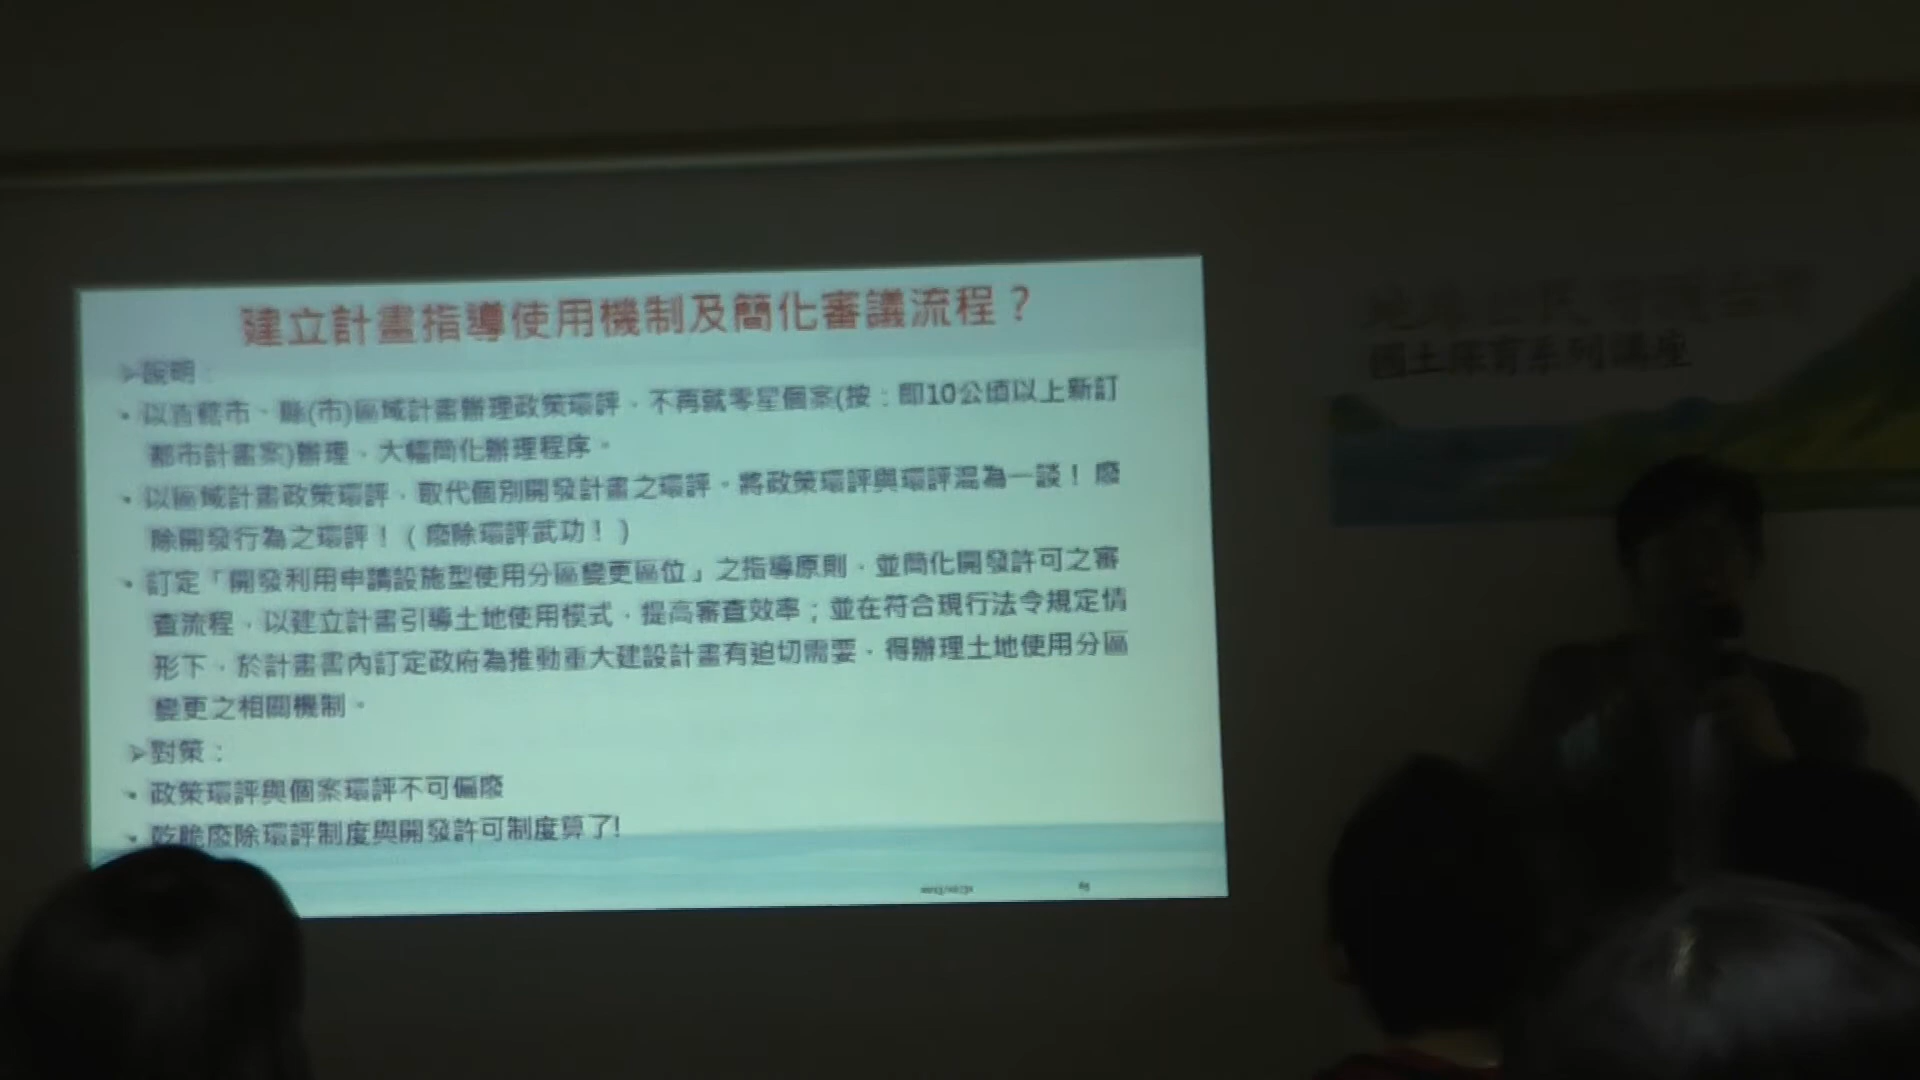 建立計畫指導使用機制及簡化審議流程？
➢說明：
• 以直轄市、縣(市)區域計畫辦理政策環評，不再就零星個案(按：即10公頃以上新訂
都市計畫案)辦理，大幅簡化辦理程序。
• 以區域計畫政策環評，取代個別開發計畫之環評。將政策環評與環評混為一談！廢
除開發行為之環評！（廢除環評武功！）
• 訂定「開發利用申請設施型使用分區變更區位」之指導原則，並簡化開發許可之審
查流程，以建立計畫引導土地使用模式，提高審查效率；並在符合現行法令規定情
形下，於計畫書內訂定政府為推動重大建設計畫有迫切需要，得辦理土地使用分區
變更之相關機制。
➢對策：
• 政策環評與個案環評不可偏廢
• 乾脆廢除環評制度與開發許可制度算了!
國土保育系列講座